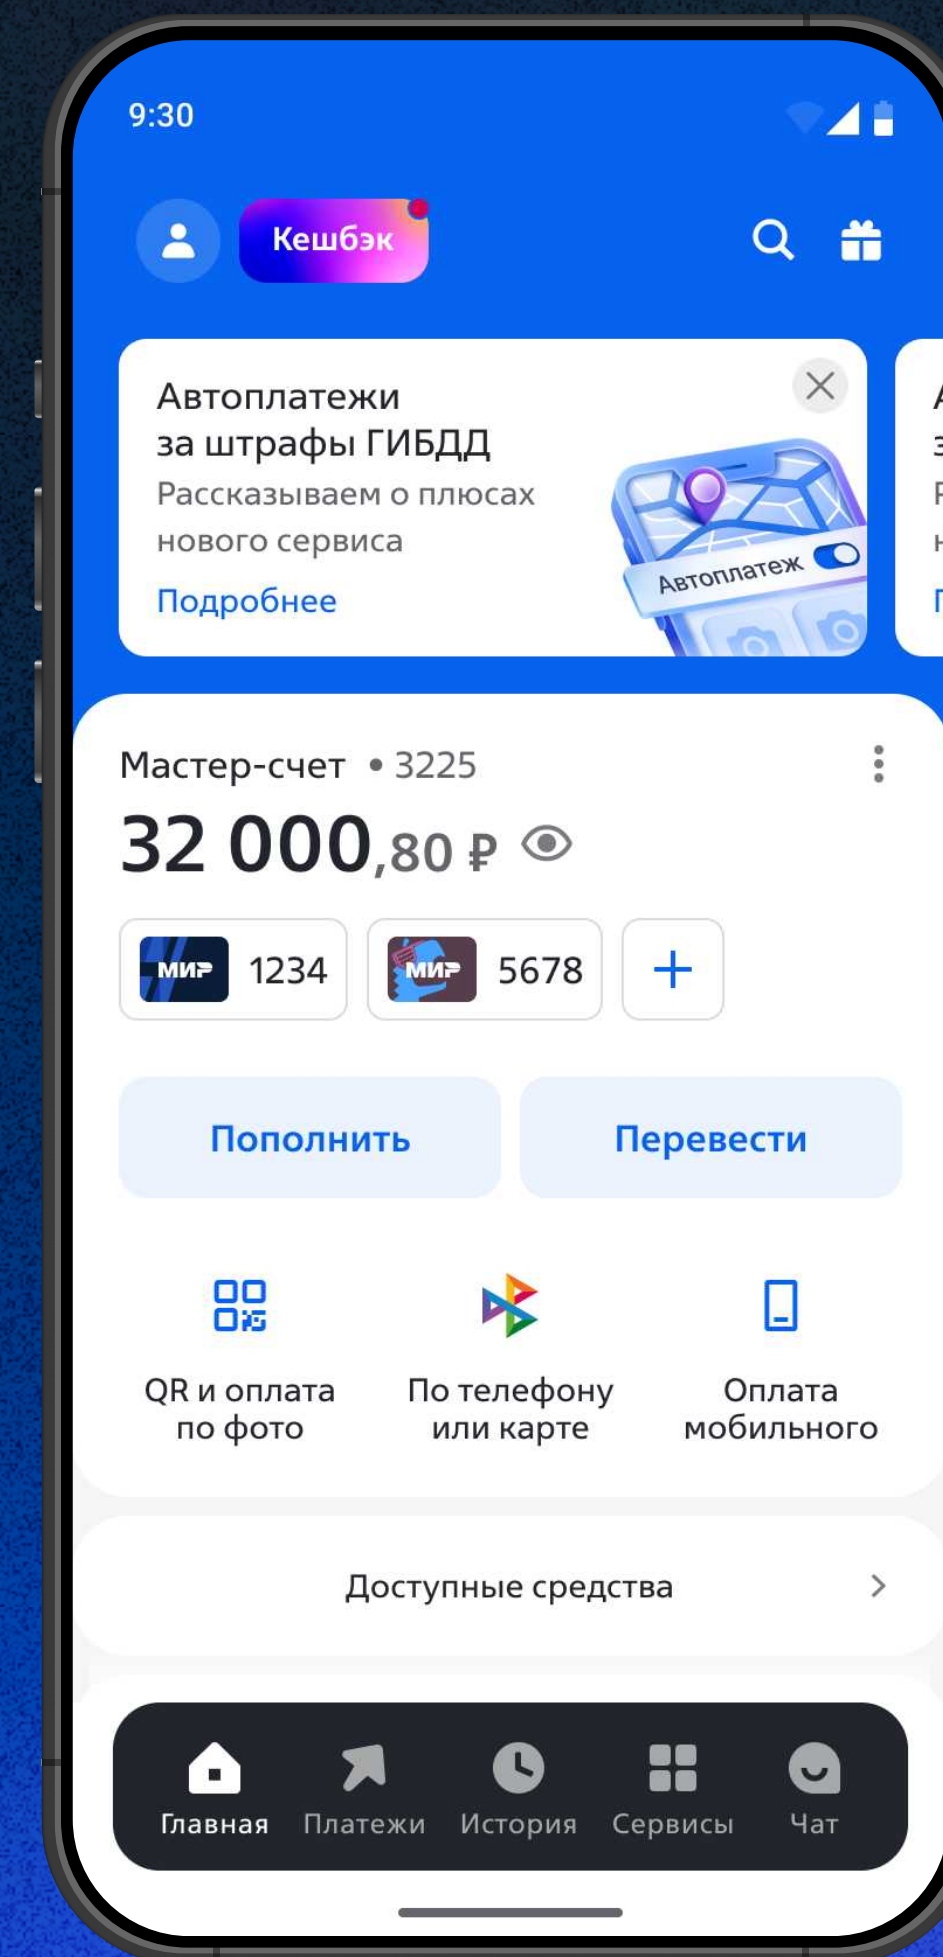 9:30
Кешбэк
Автоплатежи
за штрафы ГИБДД
Рассказываем о плюсах
нового сервиса
Подробнее
Автоплатеж
Мастер-счет • 3225
32 000,80 ₽
МИР 1234
МИР 5678
Пополнить
Перевести
QR и оплата
по фото
По телефону
или карте
Оплата
мобильного
Доступные средства
Главная
Платежи
История
Сервисы
Чат